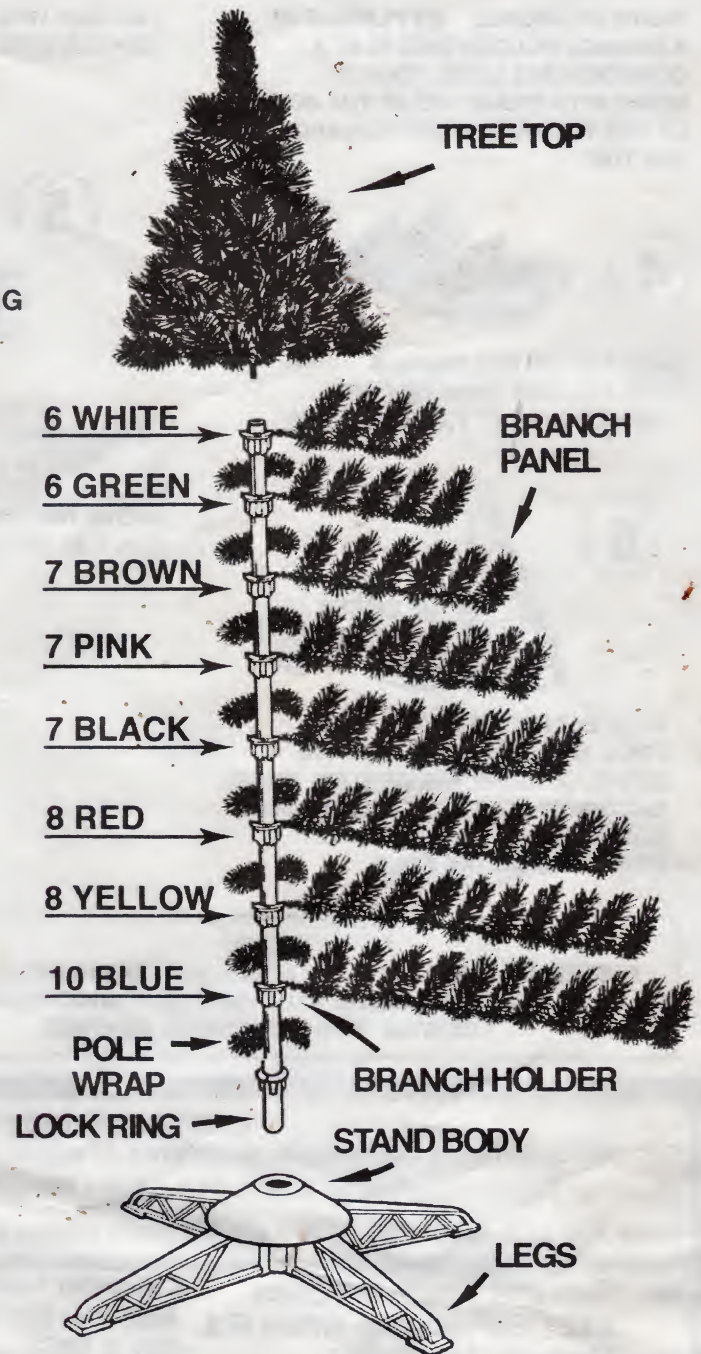 TREE TOP
G
6 WHITE
BRANCH
PANEL
6 GREEN
7 BROWN
7 PINK
7 BLACK
8 RED
8 YELLOW
10 BLUE
POLE
WRAP
BRANCH HOLDER
LOCK RING
STAND BODY
LEGS